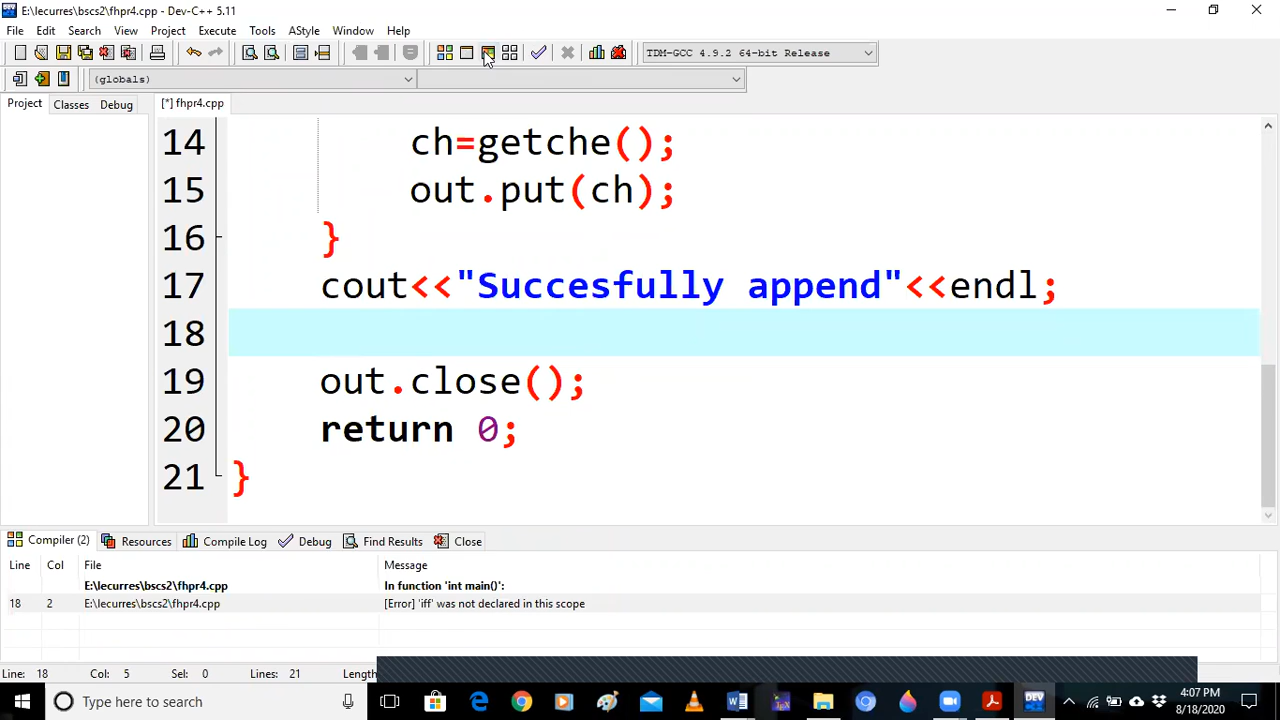 E:\lecurres\bscs2\fhpr4.cpp - Dev-C++ 5.11
File Edit Search View Project Execute Tools AStyle Window Help
TDM-GCC 4.9.2 64-bit Release
(globals)
Project Classes Debug [*] fhpr4.cpp
14 ch=getche();
15 out.put(ch);
16 }
17 cout<<"Succesfully append"<<endl;
18
19 out.close();
20 return 0;
21 }
Compiler (2) Resources Compile Log Debug Find Results Close
Line Col File Message
E:\lecurres\bscs2\fhpr4.cpp In function 'int main()':
18 2 E:\lecurres\bscs2\fhpr4.cpp [Error] 'iff' was not declared in this scope
Line: 18 Col: 5 Sel: 0 Lines: 21 Length
Type here to search
DEV
4:07 PM
8/18/2020